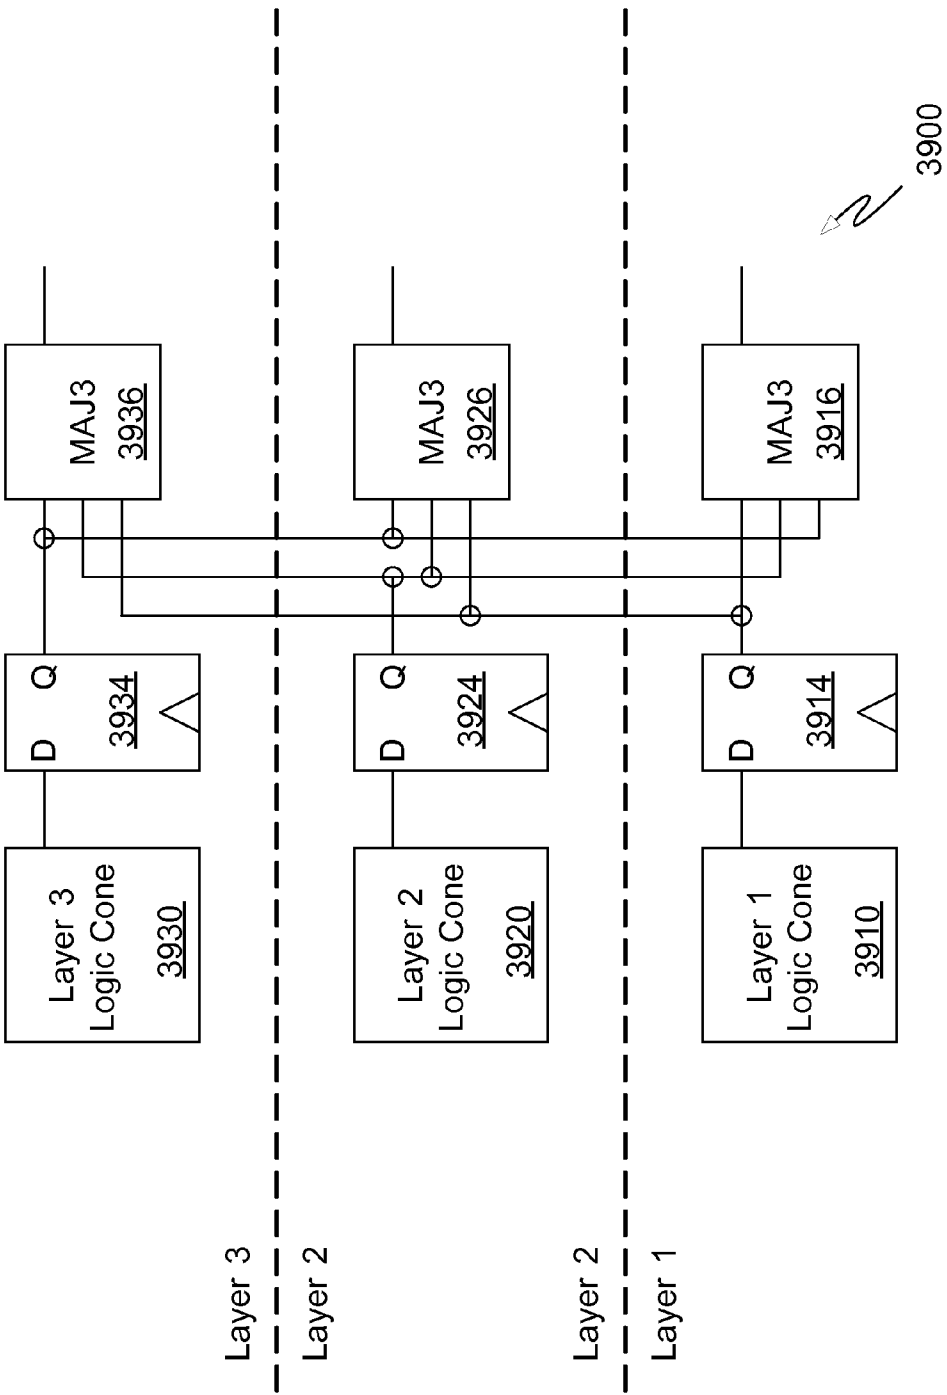 Layer 3
Logic Cone
3930
D
Q
3934
MAJ3
3936
Layer 3
Layer 2
Layer 2
Logic Cone
3920
D
Q
3924
MAJ3
3926
Layer 2
Layer 1
Layer 1
Logic Cone
3910
D
Q
3914
MAJ3
3916
3900